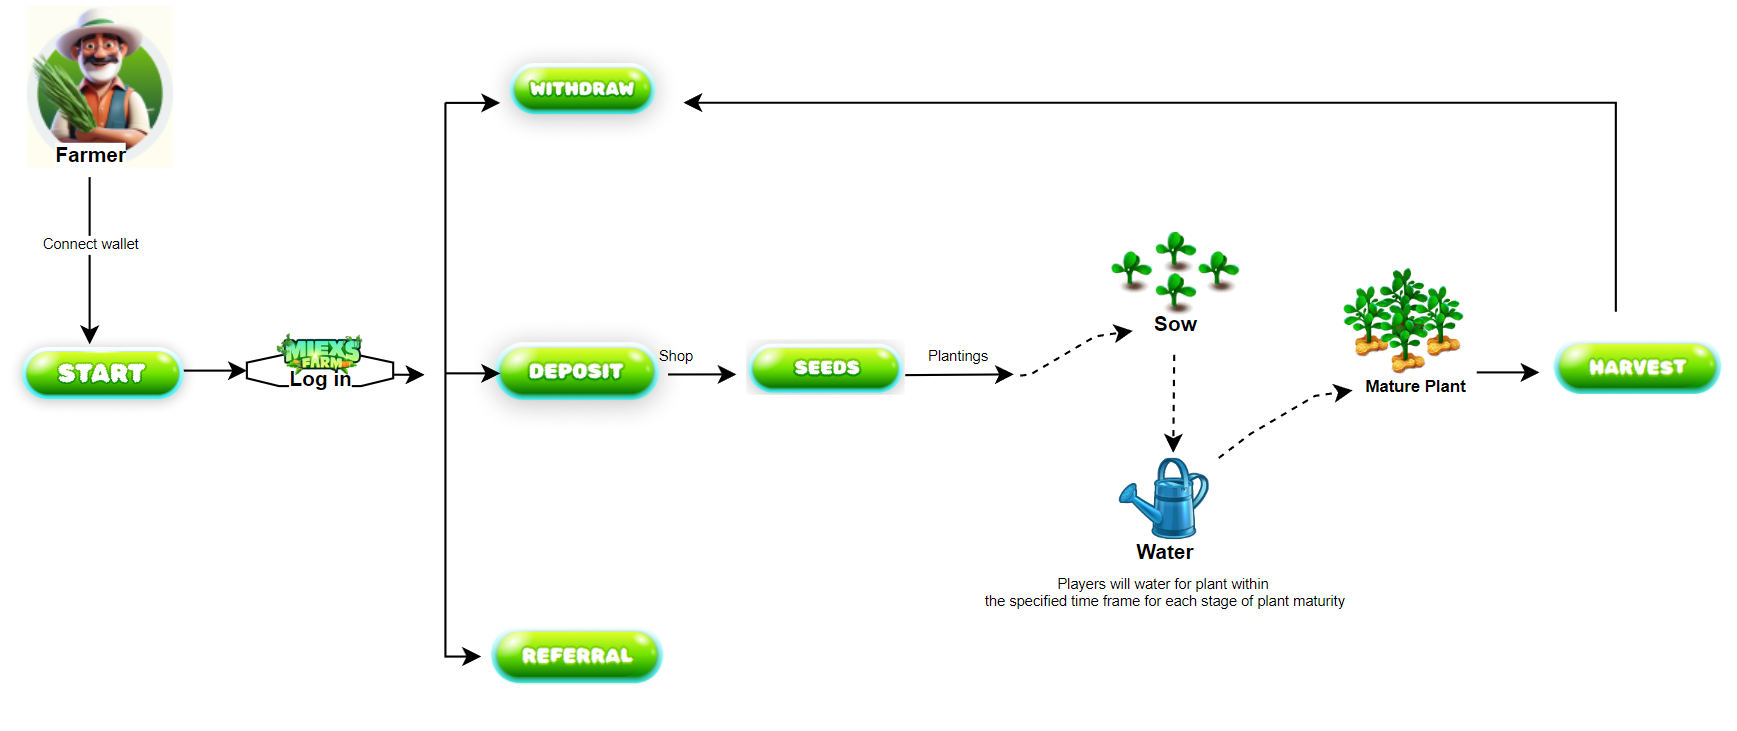 Farmer
WITHDRAW
Connect wallet
START
MIEXS
FARM
Log in
DEPOSIT
Shop
SEEDS
Plantings
Sow
Mature Plant
HARVEST
Water
Players will water for plant within
the specified time frame for each stage of plant maturity
REFERRAL